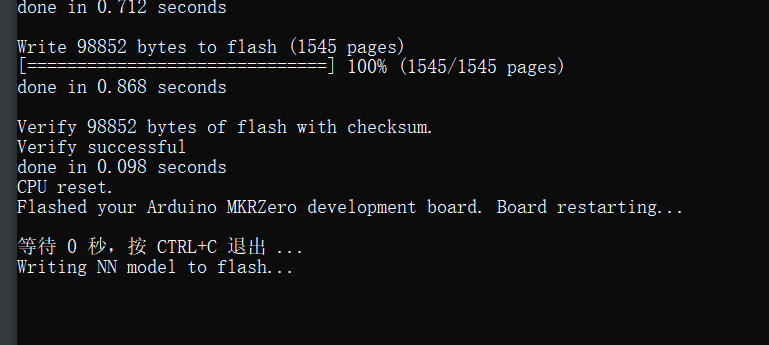 done in 0.712 seconds
Write 98852 bytes to flash (1545 pages)
[==============================] 100% (1545/1545 pages)
done in 0.868 seconds
Verify 98852 bytes of flash with checksum.
Verify successful
done in 0.098 seconds
CPU reset.
Flashed your Arduino MKRZero development board. Board restarting...
等待 0 秒，按 CTRL+C 退出 ...
Writing NN model to flash...